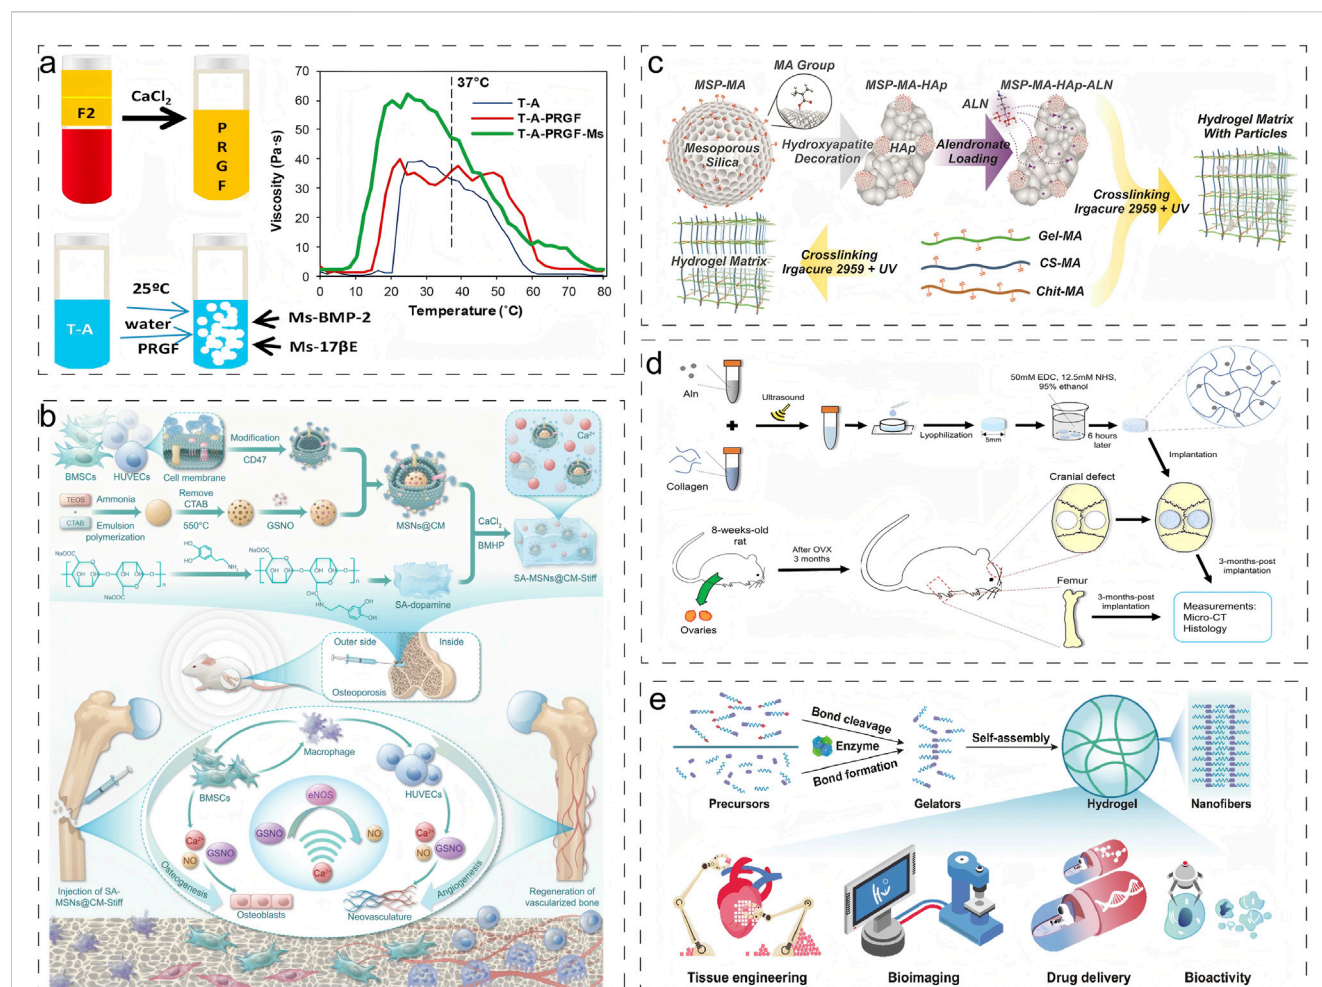 a
F2
CaCl2
P
R
G
F
T-A
25ºC
water
PRGF
Ms-BMP-2
Ms-17βE
Viscosity (Pa·s)
70
60
50
40
30
20
10
0
0 10 20 30 40 50 60 70 80
Temperature (°C)
37°C
T-A
T-A-PRGF
T-A-PRGF-Ms
b
BMSCs
HUVECs
Cell membrane
Modification
CD47
Ca2+
TEOS
+
CTAB
Ammonia
Emulsion
polymerization
Remove
CTAB
550°C
GSNO
MSNs@CM
CaCl2
BMHP
SA-MSNs@CM-Stiff
SA-dopamine
Outer side
Inside
Osteoporosis
Macrophage
BMSCs
HUVECs
eNOS
GSNO
NO
Ca2+
Ca2+
NO
GSNO
Ca2+
NO
GSNO
Osteogenesis
Angiogenesis
Osteoblasts
Neovasculature
Injection of SA-
MSNs@CM-Stiff
Regeneration of
vascularized bone
c
MSP-MA
MA Group
MSP-MA-HAp
MSP-MA-HAp-ALN
ALN
Mesoporous
Silica
Hydroxyapatite
Decoration
HAp
Alendronate
Loading
Hydrogel Matrix
With Particles
Crosslinking
Irgacure 2959 + UV
Hydrogel Matrix
Crosslinking
Irgacure 2959 + UV
Gel-MA
CS-MA
Chit-MA
d
Aln
+
Collagen
Ultrasound
Lyophilization
5mm
50mM EDC, 12.5mM NHS,
95% ethanol
6 hours
later
Implantation
Cranial defect
8-weeks-old
rat
Ovaries
After OVX
3 months
Femur
3-months-post
implantation
3-months-post
implantation
Measurements:
Micro-CT
Histology
e
Precursors
Bond cleavage
Enzyme
Bond formation
Gelators
Self-assembly
Hydrogel
Nanofibers
Tissue engineering
Bioimaging
Drug delivery
Bioactivity